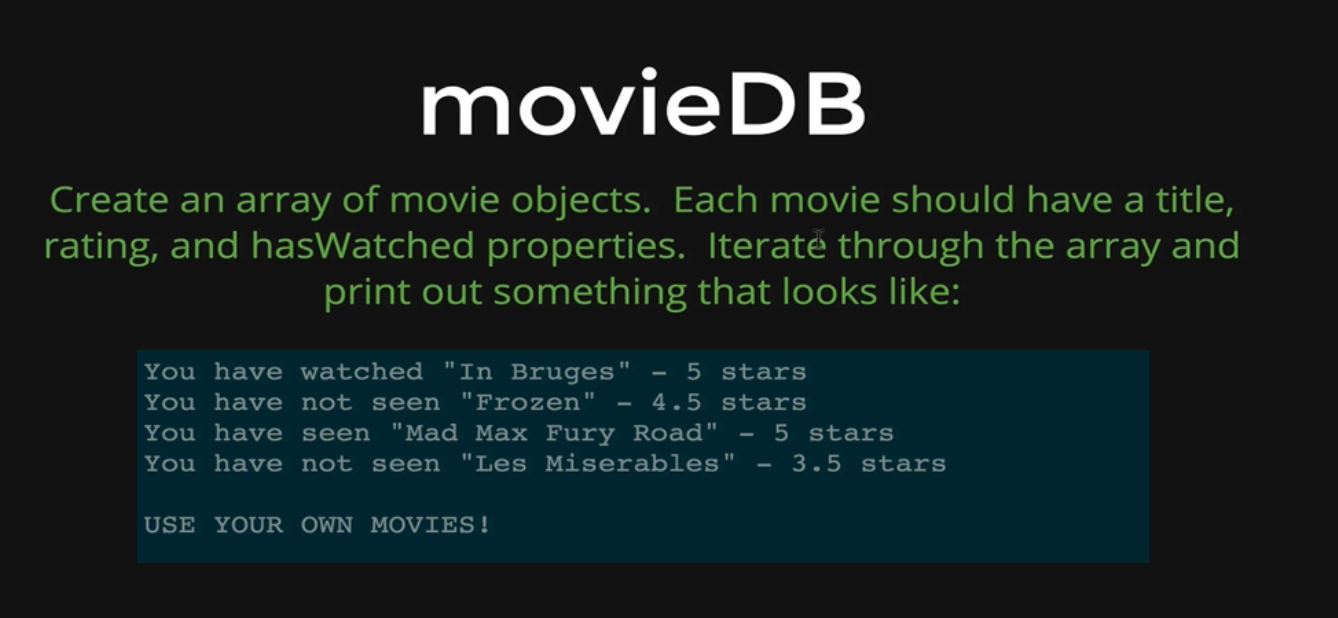 movieDB
Create an array of movie objects.  Each movie should have a title,
rating, and hasWatched properties.  Iterate through the array and
print out something that looks like:
You have watched "In Bruges" - 5 stars
You have not seen "Frozen" - 4.5 stars
You have seen "Mad Max Fury Road" - 5 stars
You have not seen "Les Miserables" - 3.5 stars
USE YOUR OWN MOVIES!